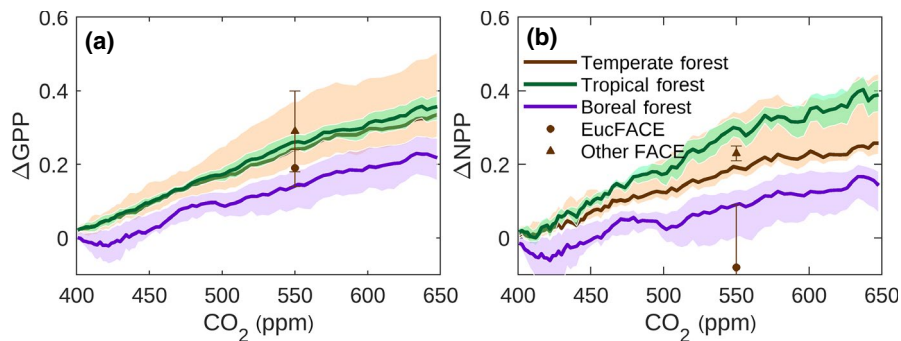 (a)
ΔGPP
0.6
0.4
0.2
0
400 450 500 550 600 650
CO2 (ppm)
(b)
ΔNPP
0.6
0.4
0.2
0
Temperate forest
Tropical forest
Boreal forest
EucFACE
Other FACE
400 450 500 550 600 650
CO2 (ppm)